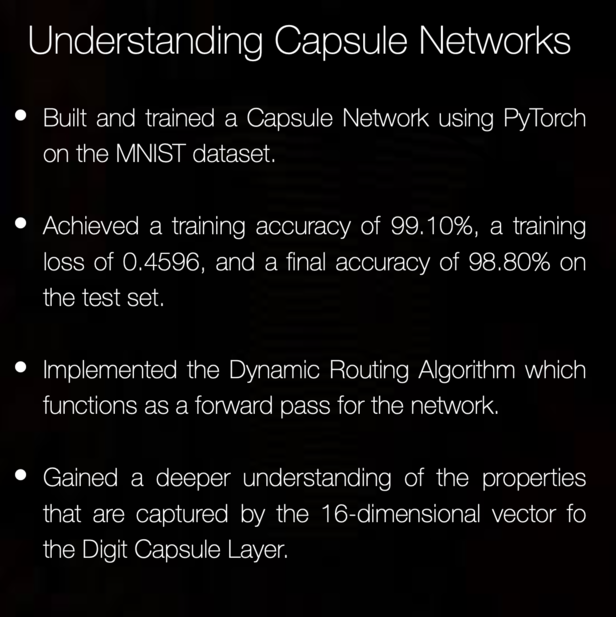 Understanding Capsule Networks
• Built and trained a Capsule Network using PyTorch
on the MNIST dataset.
• Achieved a training accuracy of 99.10%, a training
loss of 0.4596, and a final accuracy of 98.80% on
the test set.
• Implemented the Dynamic Routing Algorithm which
functions as a forward pass for the network.
• Gained a deeper understanding of the properties
that are captured by the 16-dimensional vector fo
the Digit Capsule Layer.